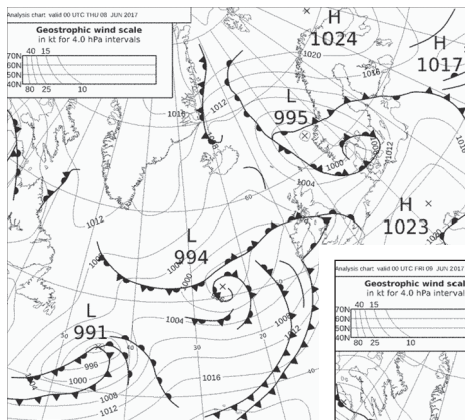 Analysis chart valid 00 UTC THU 08 JUN 2017
Geostrophic wind scale
in kt for 4.0 hPa intervals
40 15
70N
60N
50N
40N
80 25 10
H
1024
H
1017
1020
1016
1016
1012
L
995
1012
1000
1004
H
1023
1020
1012
L
994
1004
1012
L
991
996
1000
1008
1012
1016
Analysis chart valid 00 UTC FRI 09 JUN 2017
Geostrophic wind scale
in kt for 4.0 hPa intervals
40 15
70N
60N
50N
40N
80 25 10